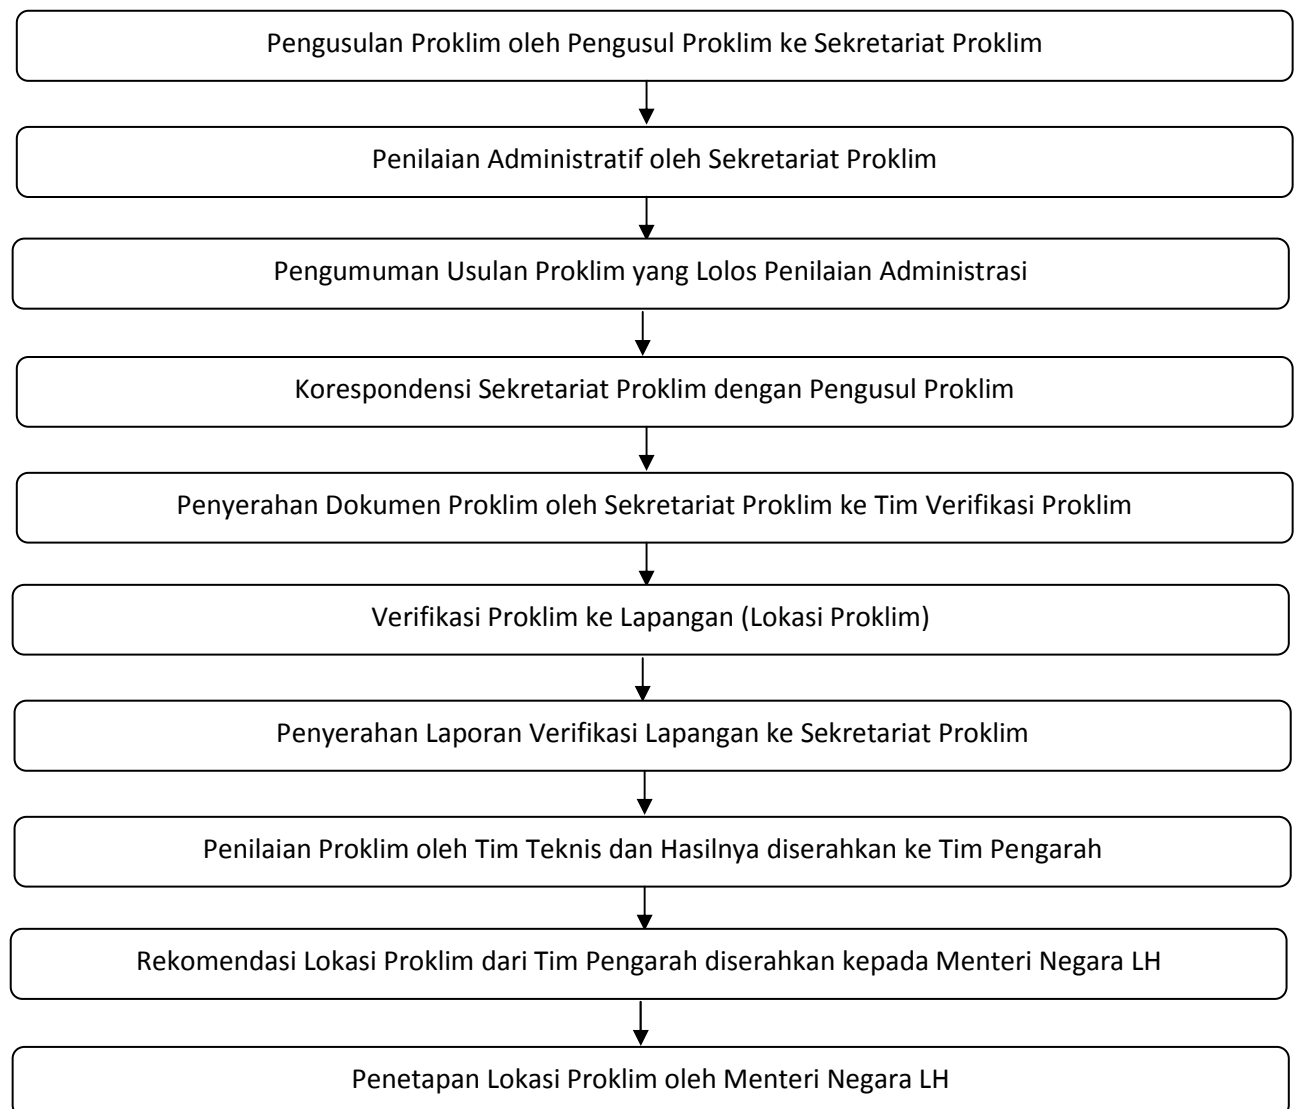 Pengusulan Proklim oleh Pengusul Proklim ke Sekretariat Proklim
Penilaian Administratif oleh Sekretariat Proklim
Pengumuman Usulan Proklim yang Lolos Penilaian Administrasi
Korespondensi Sekretariat Proklim dengan Pengusul Proklim
Penyerahan Dokumen Proklim oleh Sekretariat Proklim ke Tim Verifikasi Proklim
Verifikasi Proklim ke Lapangan (Lokasi Proklim)
Penyerahan Laporan Verifikasi Lapangan ke Sekretariat Proklim
Penilaian Proklim oleh Tim Teknis dan Hasilnya diserahkan ke Tim Pengarah
Rekomendasi Lokasi Proklim dari Tim Pengarah diserahkan kepada Menteri Negara LH
Penetapan Lokasi Proklim oleh Menteri Negara LH